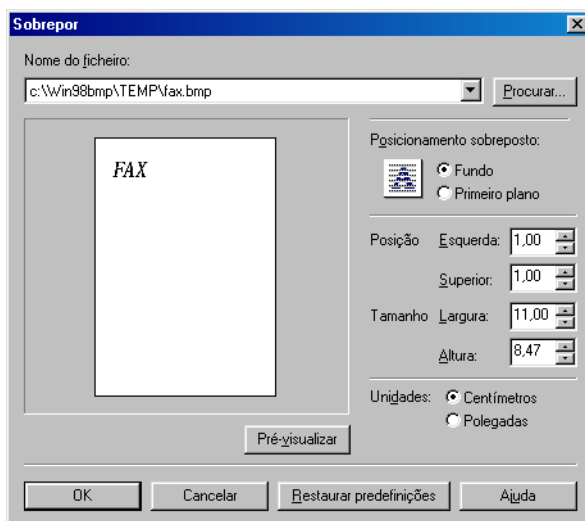 Sobrepor
Nome do ficheiro:
c:\Win98bmp\TEMP\fax.bmp
Procurar...
FAX
Posicionamento sobreposto:
Fundo
Primeiro plano
Posição Esquerda: 1,00
Superior: 1,00
Tamanho Largura: 11,00
Altura: 8,47
Unidades: Centímetros
Polegadas
Pré-visualizar
OK Cancelar Restaurar predefinições Ajuda